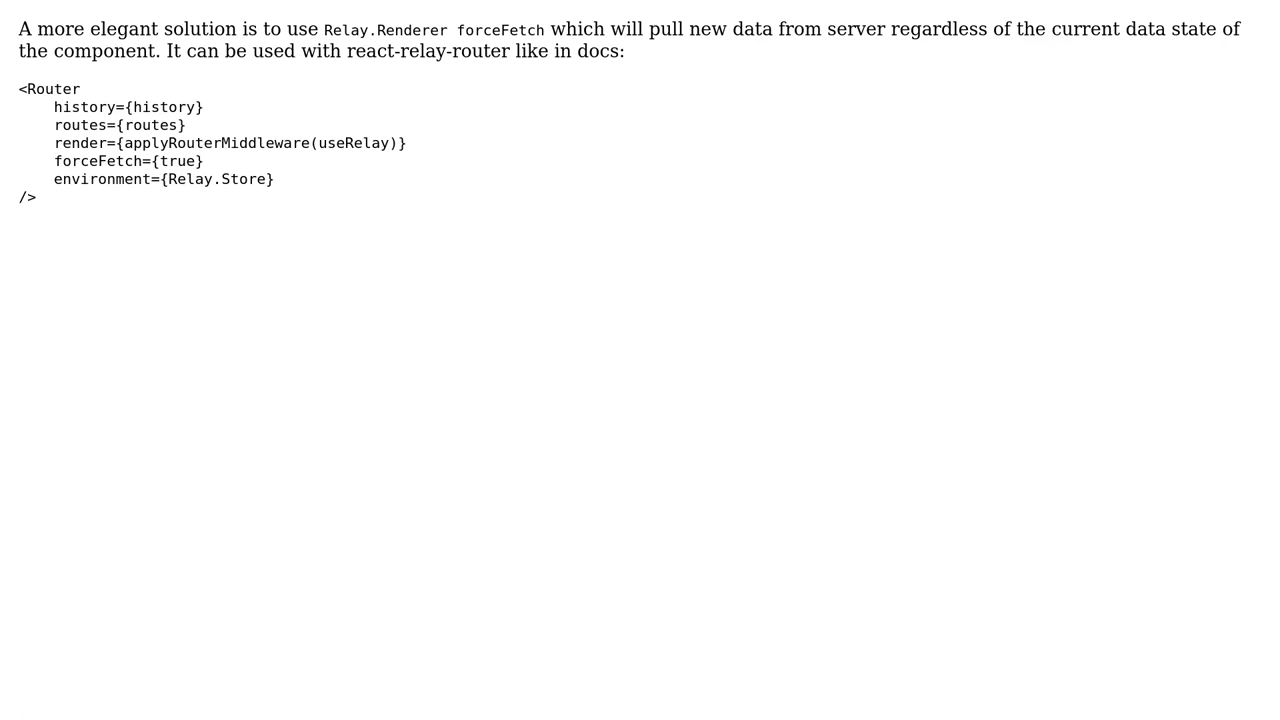 A more elegant solution is to use Relay.Renderer forceFetch which will pull new data from server regardless of the current data state of
the component. It can be used with react-relay-router like in docs:
<Router
    history={history}
    routes={routes}
    render={applyRouterMiddleware(useRelay)}
    forceFetch={true}
    environment={Relay.Store}
/>